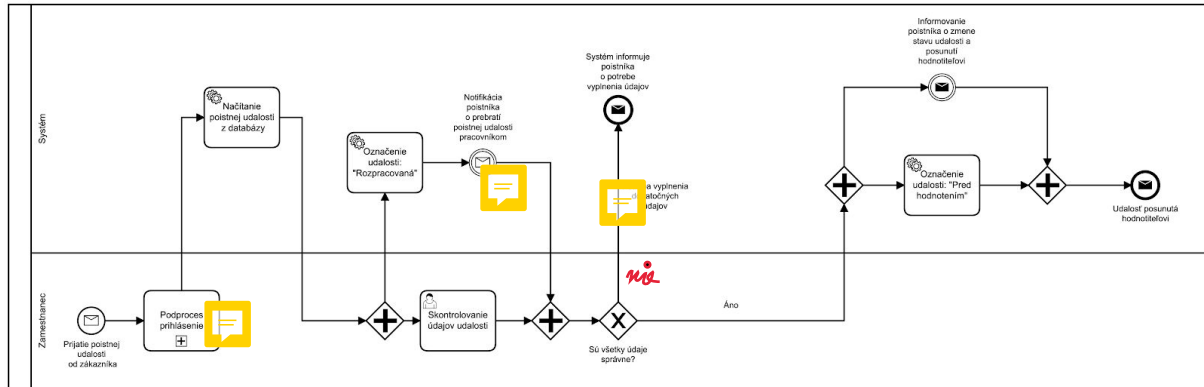 Systém
Zamestnanec
Prijatie poistnej
udalosti
od zákazníka
Podproces
prihlásenie
Načítanie
poistnej udalosti
z databázy
Označenie
udalosti:
"Rozpracovaná"
Notifikácia
poistníka
o prebratí
poistnej udalosti
pracovníkom
Skontrolovanie
údajov udalosti
Systém informuje
poistníka
o potrebe
vyplnenia údajov
vyplnenia
údajov
Sú všetky údaje
správne?
Áno
Informovanie
poistníka o zmene
stavu udalosti a
posunutí
hodnotiteľovi
Označenie
udalosti: "Pred
hodnotením"
Udalosť posunutá
hodnotiteľovi